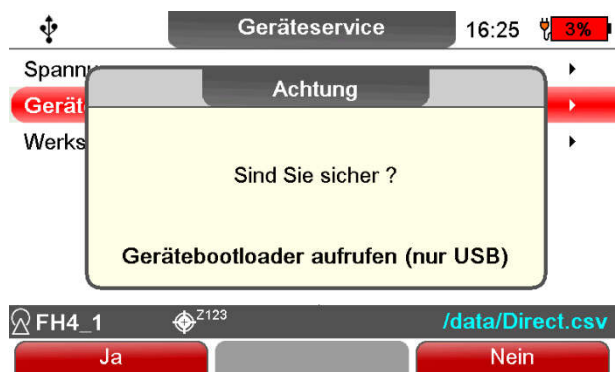 Geräteservice 16:25 3%
Spannu
Achtung
Gerät
Werks
Sind Sie sicher ?
Gerätebootloader aufrufen (nur USB)
FH4_1 Z123 /data/Direct.csv
Ja Nein